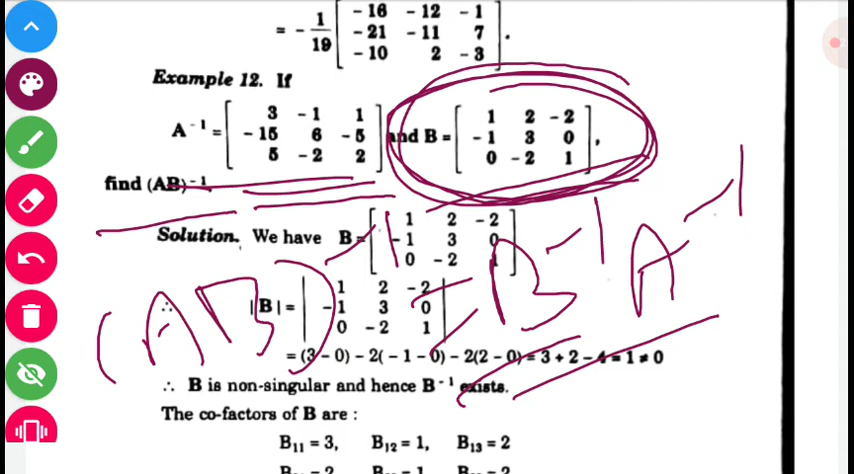 = - 1/19 [ - 16 - 12 - 1
- 21 - 11 7
- 10 2 - 3 ] .
Example 12. If
A⁻¹ = [ 3 - 1 1
- 15 6 - 5
5 - 2 2 ] and B = [ 1 2 - 2
- 1 3 0
0 - 2 1 ] ,
find (AB)⁻¹
Solution. We have B = [ 1 2 - 2
- 1 3 0
0 - 2 1 ]
∴ |B| = | 1 2 - 2
- 1 3 0
0 - 2 1 |
(AB)⁻¹ = B⁻¹ A⁻¹
= (3 - 0) - 2( - 1 - 0) - 2(2 - 0) = 3 + 2 - 4 = 1 ≠ 0
∴ B is non-singular and hence B⁻¹ exists.
The co-factors of B are :
B₁₁ = 3, B₁₂ = 1, B₁₃ = 2